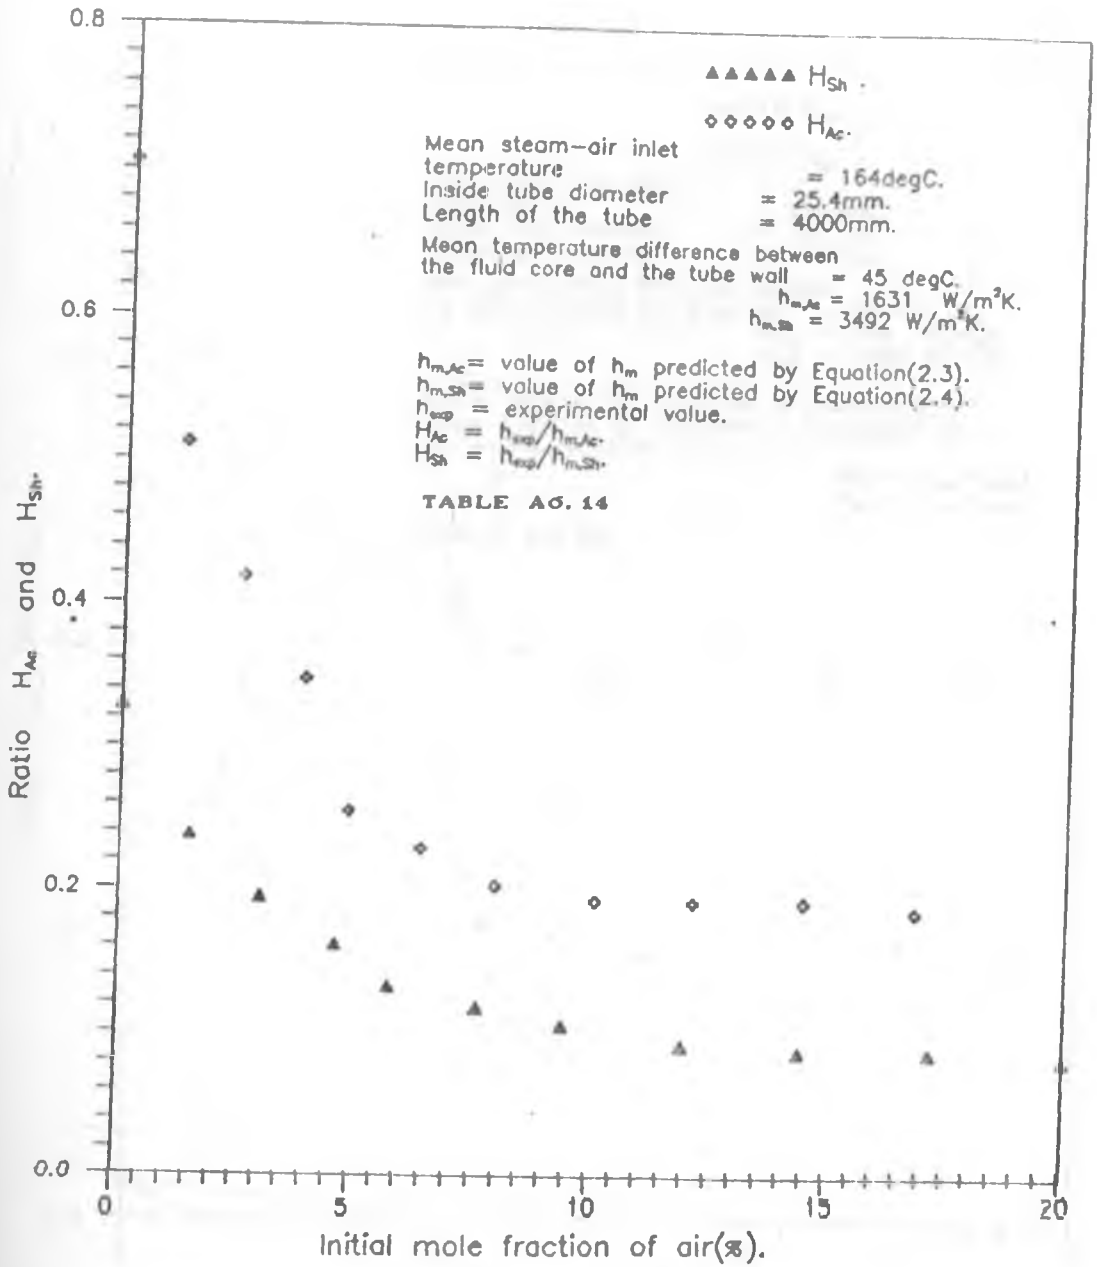 0.8
0.6
0.4
0.2
0.0
Ratio H_Ac and H_Sh.
▲▲▲▲▲ H_Sh.
◇◇◇◇◇ H_Ac.
Mean steam-air inlet
temperature = 164degC.
Inside tube diameter = 25.4mm.
Length of the tube = 4000mm.
Mean temperature difference between
the fluid core and the tube wall = 45 degC.
h_m,Ac = 1631 W/m²K.
h_m,Sh = 3492 W/m²K.
h_m,Ac = value of h_m predicted by Equation(2.3).
h_m,Sh = value of h_m predicted by Equation(2.4).
h_exp = experimental value.
H_Ac = h_exp/h_m,Ac.
H_Sh = h_exp/h_m,Sh.
TABLE A6.14
0 5 10 15 20
Initial mole fraction of air(%).